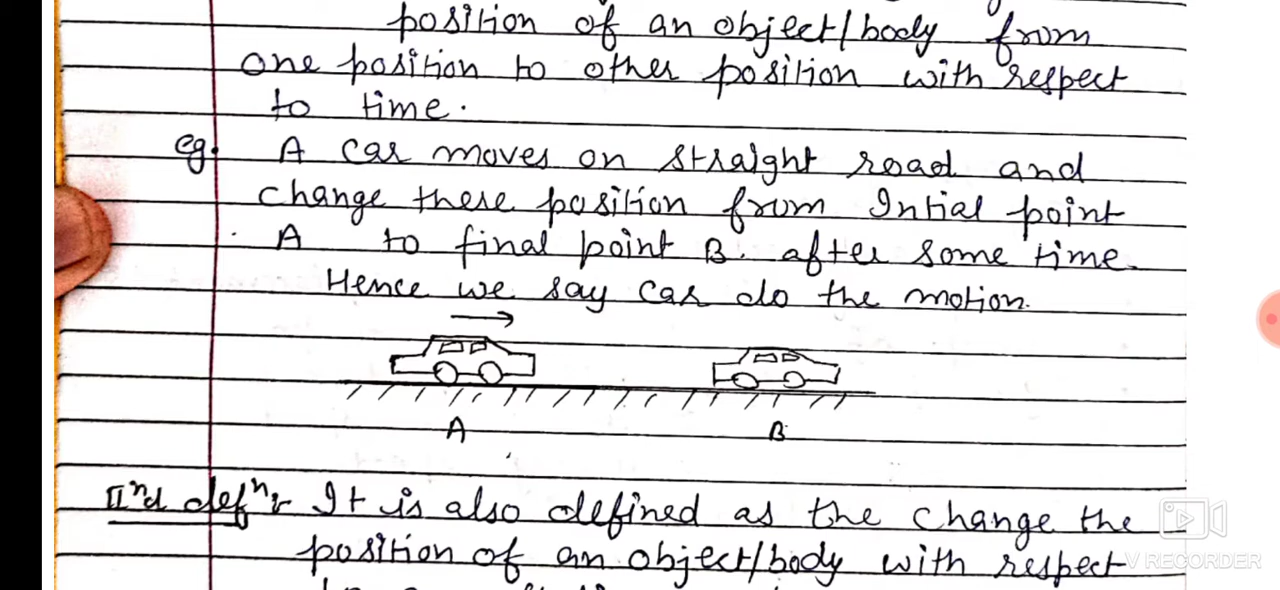 position of an object/body from
one position to other position with respect
to time.
eg. A car moves on straight road and
change these position from Intial point
A to final point B. after some time.
Hence we say car do the motion.
A B
IInd defn :- It is also defined as the change the
position of an object/body with respect
V RECORDER